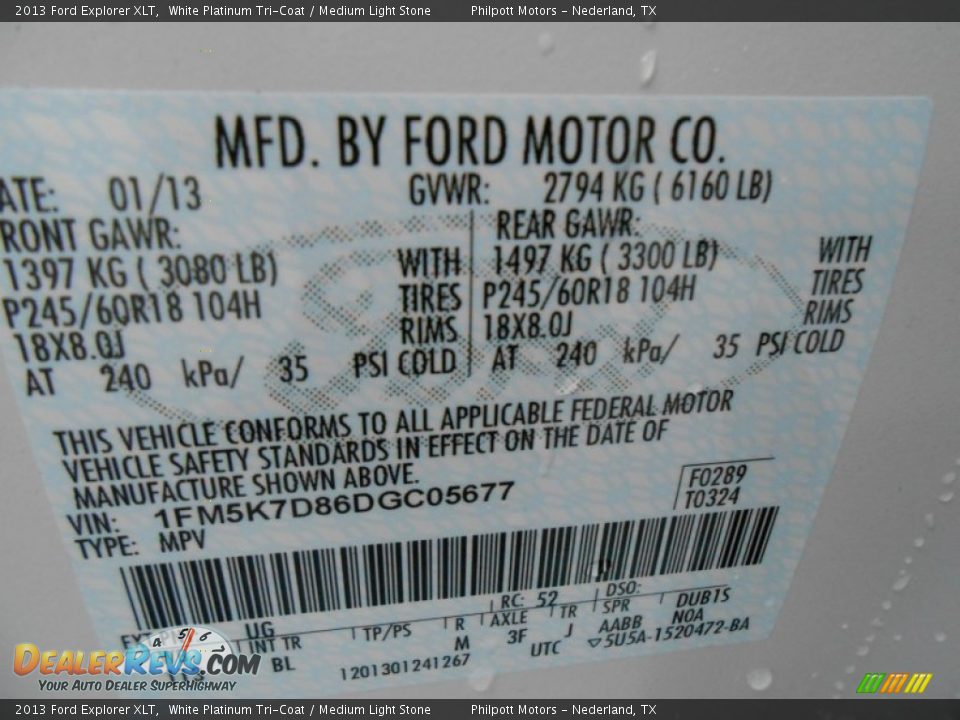 2013 Ford Explorer XLT, White Platinum Tri-Coat / Medium Light Stone Philpott Motors - Nederland, TX
MFD. BY FORD MOTOR CO.
ATE: 01/13 GVWR: 2794 KG ( 6160 LB)
RONT GAWR: REAR GAWR:
1397 KG ( 3080 LB) WITH 1497 KG ( 3300 LB) WITH
P245/60R18 104H TIRES P245/60R18 104H TIRES
18X8.0J RIMS 18X8.0J RIMS
AT 240 kPa/ 35 PSI COLD AT 240 kPa/ 35 PSI COLD
THIS VEHICLE CONFORMS TO ALL APPLICABLE FEDERAL MOTOR
VEHICLE SAFETY STANDARDS IN EFFECT ON THE DATE OF
MANUFACTURE SHOWN ABOVE.
F0289
T0324
VIN: 1FM5K7D86DGC05677
TYPE: MPV
UG RC: 52 DSO:
INT TR TP/PS R AXLE TR SPR DUB1S
BL M 3F J AABB NOA
1201301241267 UTC ▽5U5A-1520472-BA
4 5 6
DealerRevs.com
Your Auto Dealer SuperHighway
2013 Ford Explorer XLT, White Platinum Tri-Coat / Medium Light Stone Philpott Motors - Nederland, TX